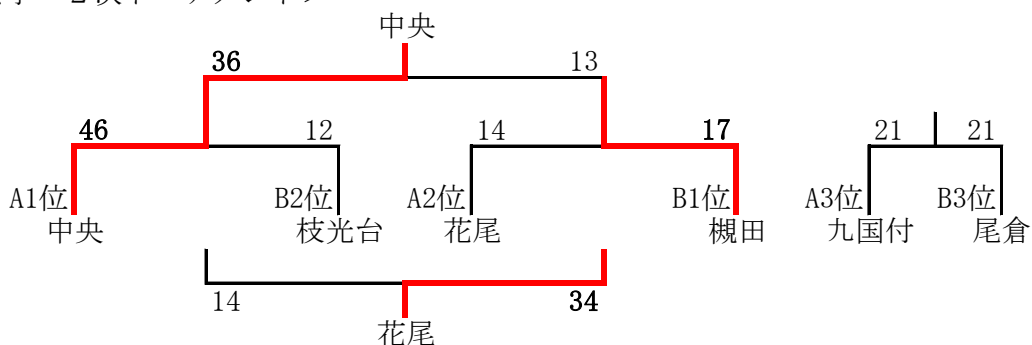 中央
36 13
46 12 14 17 21 21
A1位 B2位 A2位 B1位 A3位 B3位
中央 枝光台 花尾 槻田 九国付 尾倉
14 34
花尾